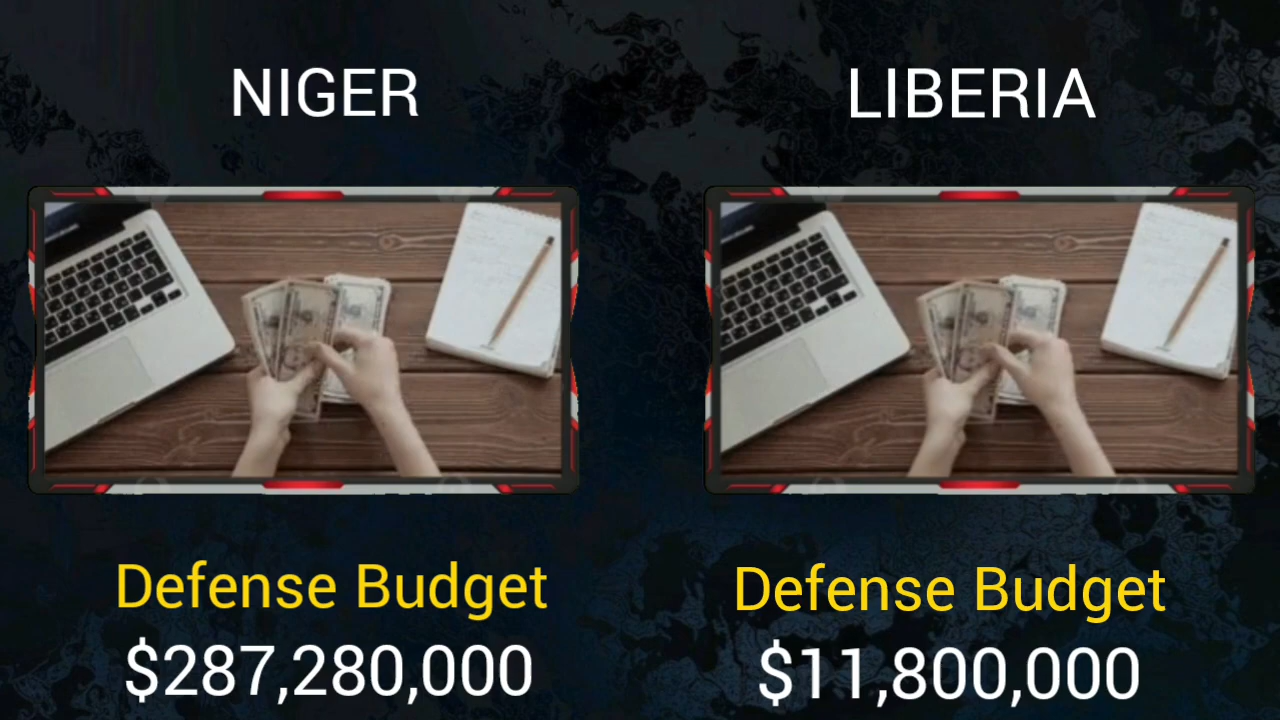 NIGER
LIBERIA
Defense Budget
$287,280,000
Defense Budget
$11,800,000